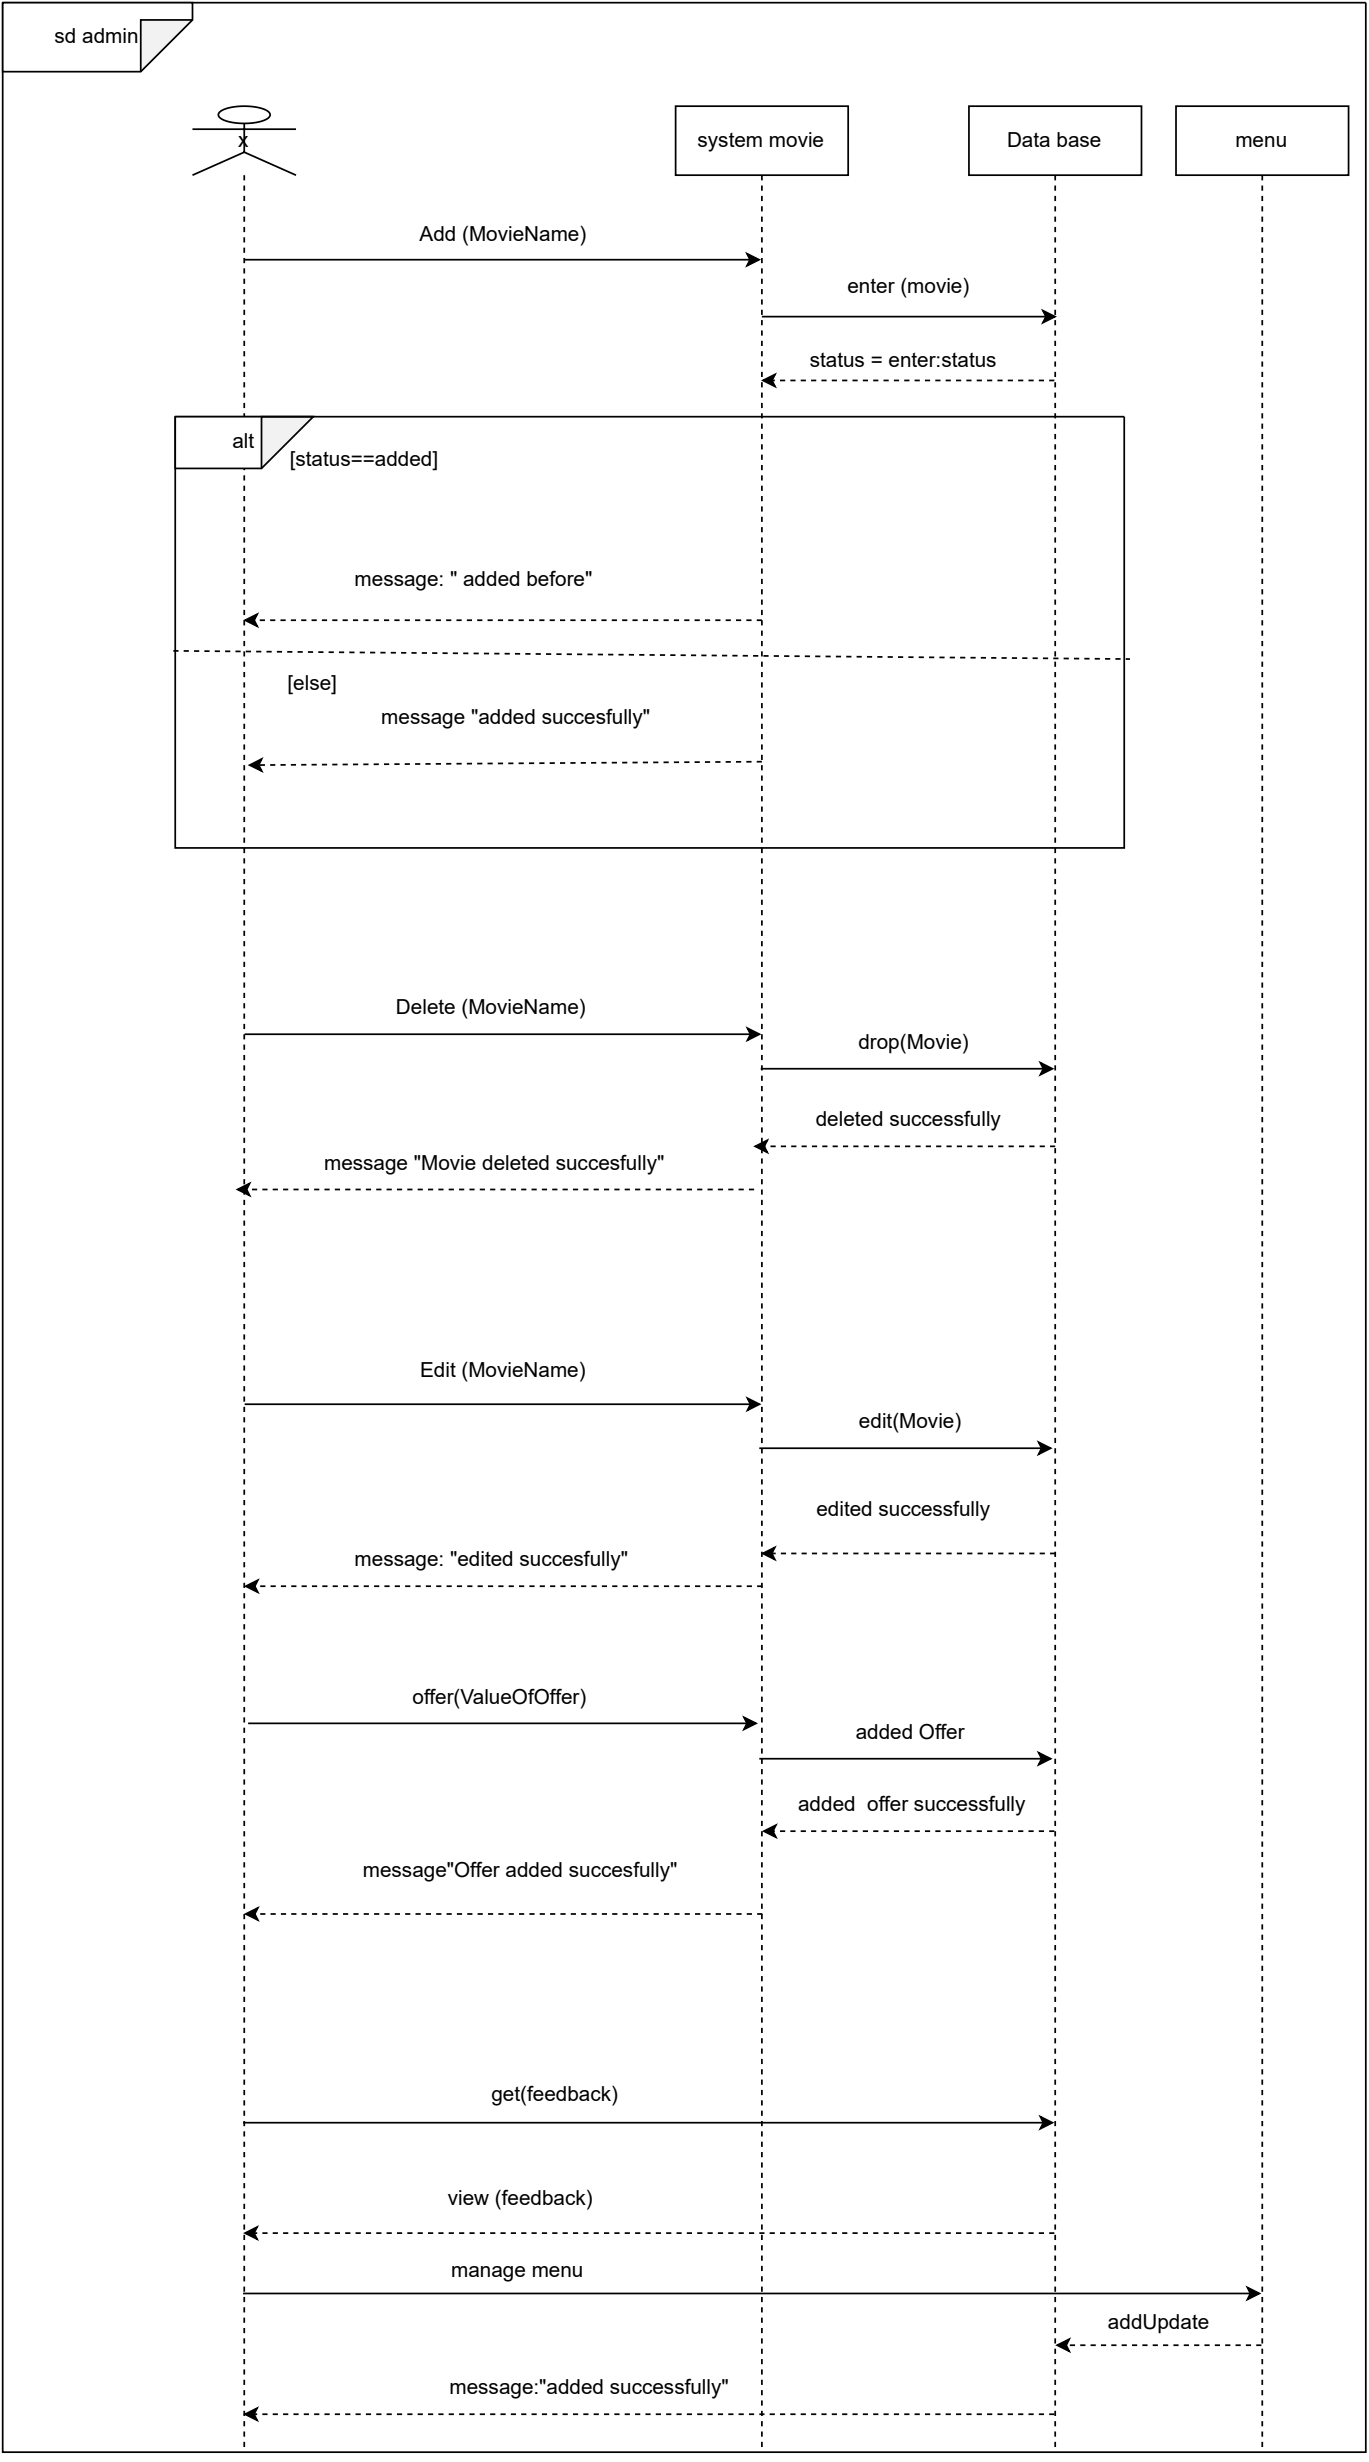 sd admin
x
system movie
Data base
menu
Add (MovieName)
enter (movie)
status = enter:status
alt
[status==added]
message: " added before"
[else]
message "added succesfully"
Delete (MovieName)
drop(Movie)
deleted successfully
message "Movie deleted succesfully"
Edit (MovieName)
edit(Movie)
edited successfully
message: "edited succesfully"
offer(ValueOfOffer)
added Offer
added  offer successfully
message"Offer added succesfully"
get(feedback)
view (feedback)
manage menu
addUpdate
message:"added successfully"